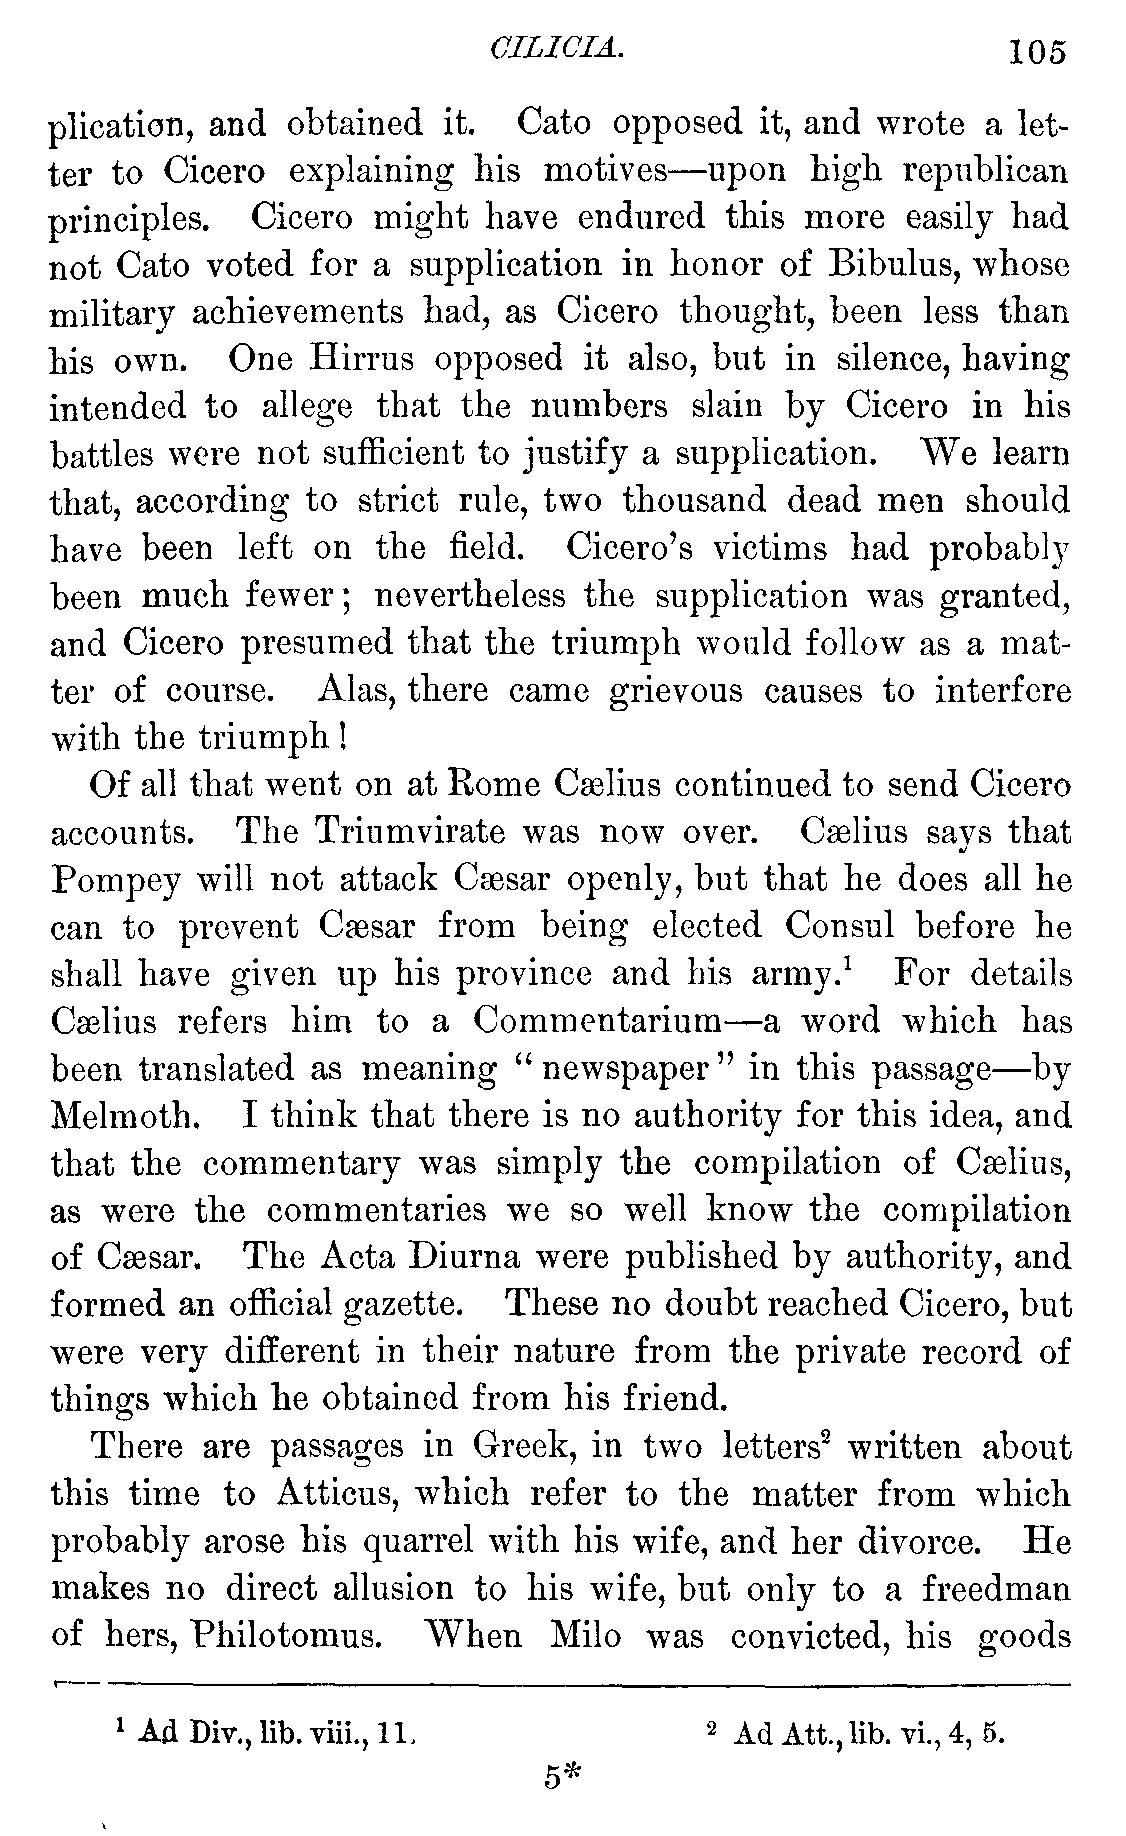 CILICIA. 105
plication, and obtained it. Cato opposed it, and wrote a let-
ter to Cicero explaining his motives—upon high republican
principles. Cicero might have endured this more easily had
not Cato voted for a supplication in honor of Bibulus, whose
military achievements had, as Cicero thought, been less than
his own. One Hirrus opposed it also, but in silence, having
intended to allege that the numbers slain by Cicero in his
battles were not sufficient to justify a supplication. We learn
that, according to strict rule, two thousand dead men should
have been left on the field. Cicero's victims had probably
been much fewer; nevertheless the supplication was granted,
and Cicero presumed that the triumph would follow as a mat-
ter of course. Alas, there came grievous causes to interfere
with the triumph!
Of all that went on at Rome Cælius continued to send Cicero
accounts. The Triumvirate was now over. Cælius says that
Pompey will not attack Cæsar openly, but that he does all he
can to prevent Cæsar from being elected Consul before he
shall have given up his province and his army.¹ For details
Cælius refers him to a Commentarium—a word which has
been translated as meaning "newspaper" in this passage—by
Melmoth. I think that there is no authority for this idea, and
that the commentary was simply the compilation of Cælius,
as were the commentaries we so well know the compilation
of Cæsar. The Acta Diurna were published by authority, and
formed an official gazette. These no doubt reached Cicero, but
were very different in their nature from the private record of
things which he obtained from his friend.
There are passages in Greek, in two letters² written about
this time to Atticus, which refer to the matter from which
probably arose his quarrel with his wife, and her divorce. He
makes no direct allusion to his wife, but only to a freedman
of hers, Philotomus. When Milo was convicted, his goods
¹ Ad Div., lib. viii., 11. ² Ad Att., lib. vi., 4, 5.
5*